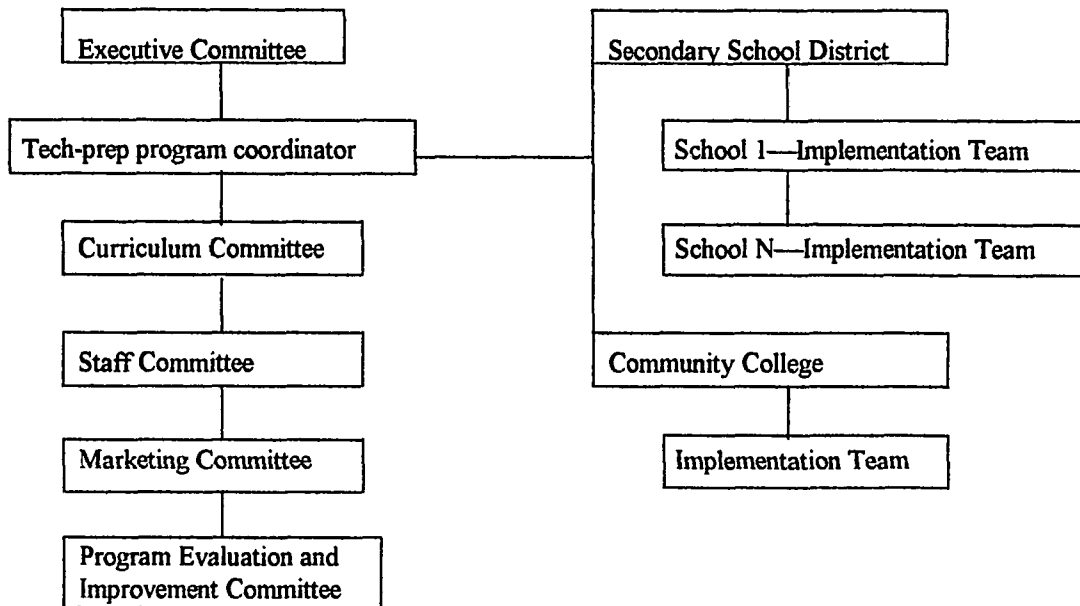 Executive Committee
Secondary School District
Tech-prep program coordinator
School 1—Implementation Team
Curriculum Committee
School N—Implementation Team
Staff Committee
Community College
Marketing Committee
Implementation Team
Program Evaluation and
Improvement Committee